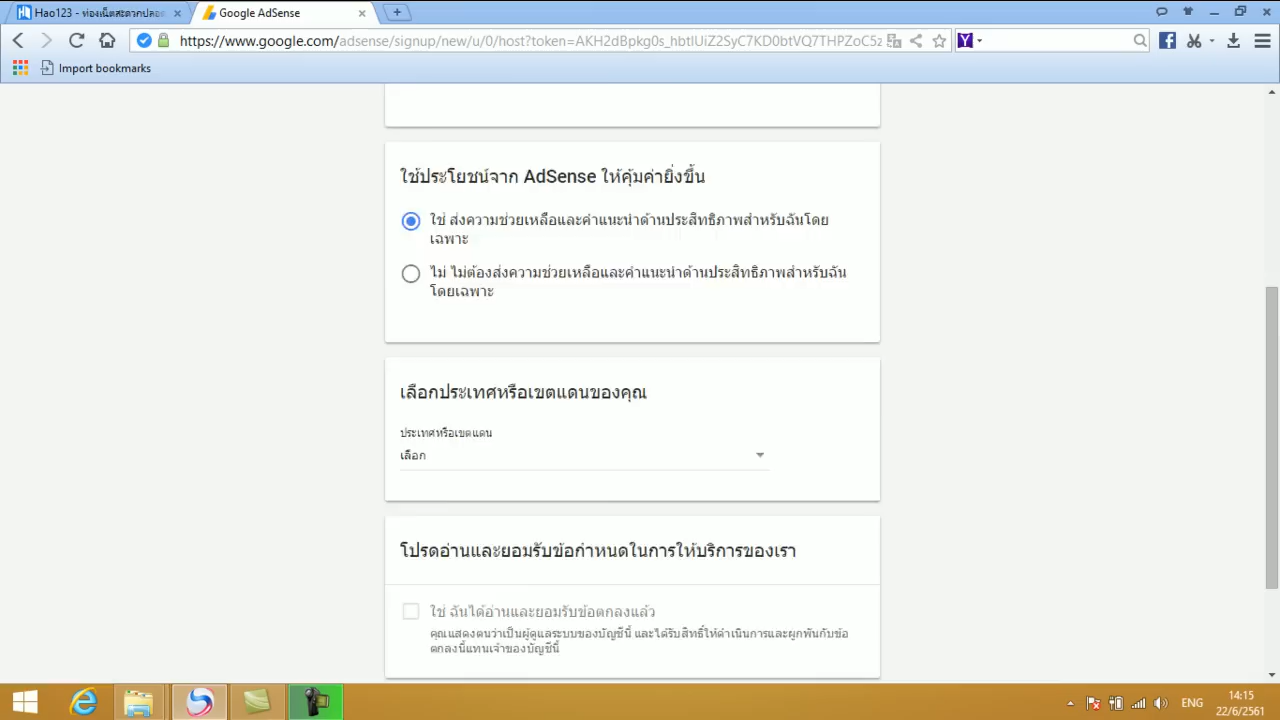 Hao123 - ท่องเน็ตสะดวกปลอด
Google AdSense
https://www.google.com/adsense/signup/new/u/0/host?token=AKH2dBpkg0s_hbtlUiZ2SyC7KD0btVQ7THPZoC5z
Import bookmarks
ใช้ประโยชน์จาก AdSense ให้คุ้มค่ายิ่งขึ้น
ใช่ ส่งความช่วยเหลือและคำแนะนำด้านประสิทธิภาพสำหรับฉันโดย
เฉพาะ
ไม่ ไม่ต้องส่งความช่วยเหลือและคำแนะนำด้านประสิทธิภาพสำหรับฉัน
โดยเฉพาะ
เลือกประเทศหรือเขตแดนของคุณ
ประเทศหรือเขตแดน
เลือก
โปรดอ่านและยอมรับข้อกำหนดในการให้บริการของเรา
ใช่ ฉันได้อ่านและยอมรับข้อตกลงแล้ว
คุณแสดงตนว่าเป็นผู้ดูแลระบบของบัญชีนี้ และได้รับสิทธิ์ให้ดำเนินการและผูกพันกับข้อ
ตกลงนี้แทนเจ้าของบัญชีนี้
ENG
14:15
22/6/2561